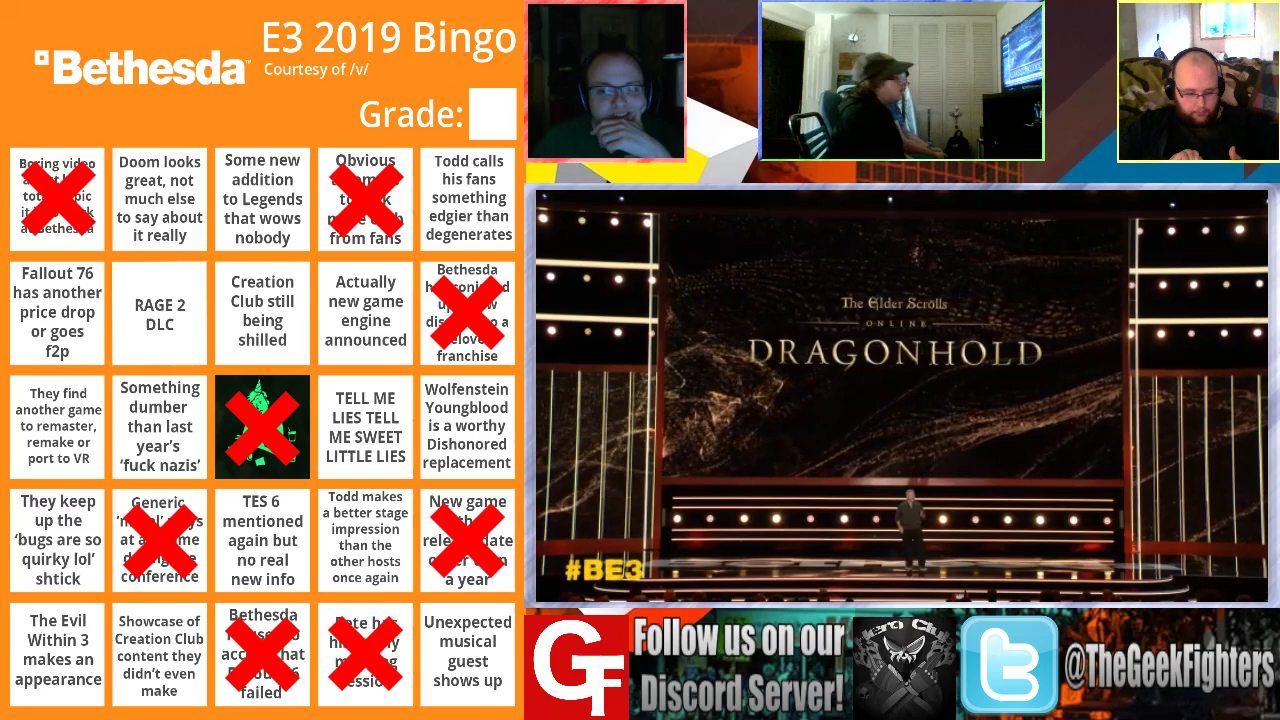 Bethesda
E3 2019 Bingo
Courtesy of /v/
Grade:
Boring video
Doom looks
great, not
much else
to say about
it really
Some new
addition
to Legends
that wows
nobody
Obvious
from fans
Todd calls
his fans
something
edgier than
degenerates
Fallout 76
has another
price drop
or goes
f2p
RAGE 2
DLC
Creation
Club still
being
shilled
Actually
new game
engine
announced
Bethesda
franchise
They find
another game
to remaster,
remake or
port to VR
Something
dumber
than last
year's
'fuck nazis'
TELL ME
LIES TELL
ME SWEET
LITTLE LIES
Wolfenstein
Youngblood
is a worthy
Dishonored
replacement
They keep
up the
'bugs are so
quirky lol'
shtick
Generic
conference
TES 6
mentioned
again but
no real
new info
Todd makes
a better stage
impression
than the
other hosts
once again
New game
a year
The Evil
Within 3
makes an
appearance
Showcase of
Creation Club
content they
didn't even
make
Bethesda
failed
Unexpected
musical
guest
shows up
The Elder Scrolls
ONLINE
DRAGONHOLD
#BE3
GF
Follow us on our
Discord Server!
@TheGeekFighters